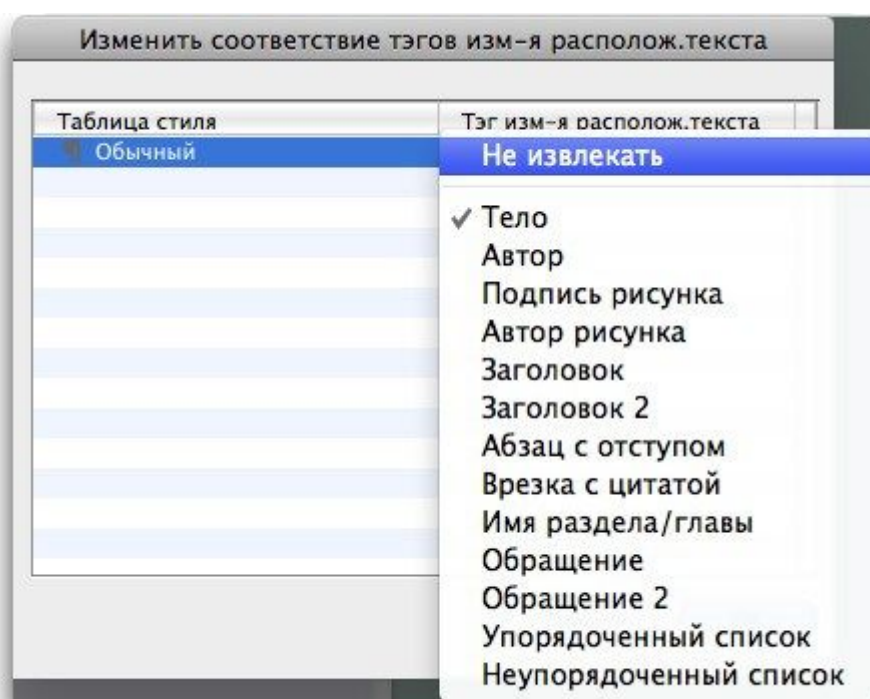 Изменить соответствие тэгов изм-я располож.текста
Таблица стиля Тэг изм-я располож.текста
¶ Обычный
Не извлекать
✓ Тело
Автор
Подпись рисунка
Автор рисунка
Заголовок
Заголовок 2
Абзац с отступом
Врезка с цитатой
Имя раздела/главы
Обращение
Обращение 2
Упорядоченный список
Неупорядоченный список